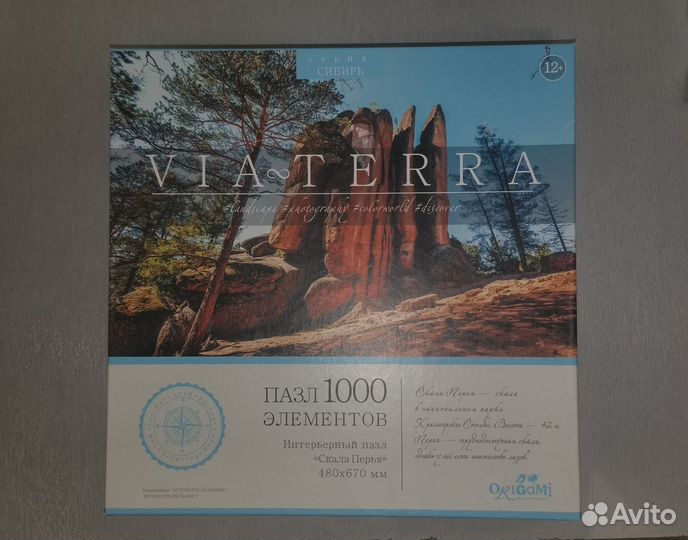 серия
СИБИРЬ
12+
VIA TERRA
#landscape #photography #colorworld #discover
ПАЗЛ 1000
ЭЛЕМЕНТОВ
Интерьерный пазл
«Скала Перья»
480x670 мм
Скала Перья — скала
в национальном парке
Красноярские Столбы. Высота — 42 м.
Перья — труднодоступная скала,
однако у неё есть множество лазов.
ORIGAMI
Avito